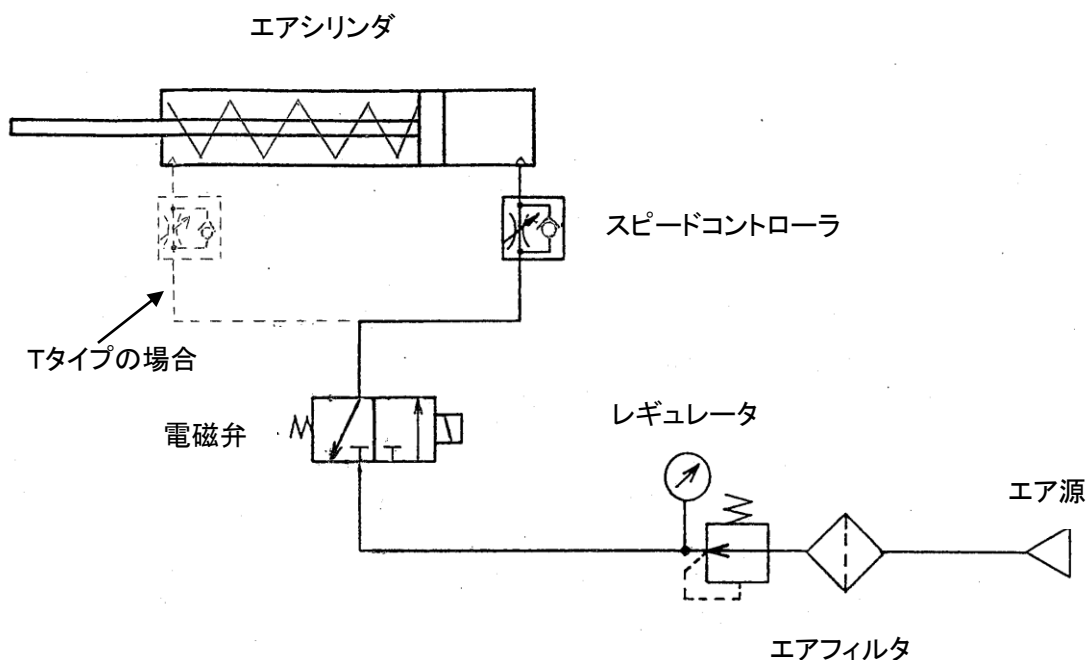 エアシリンダ
スピードコントローラ
Tタイプの場合
電磁弁
レギュレータ
エア源
エアフィルタ